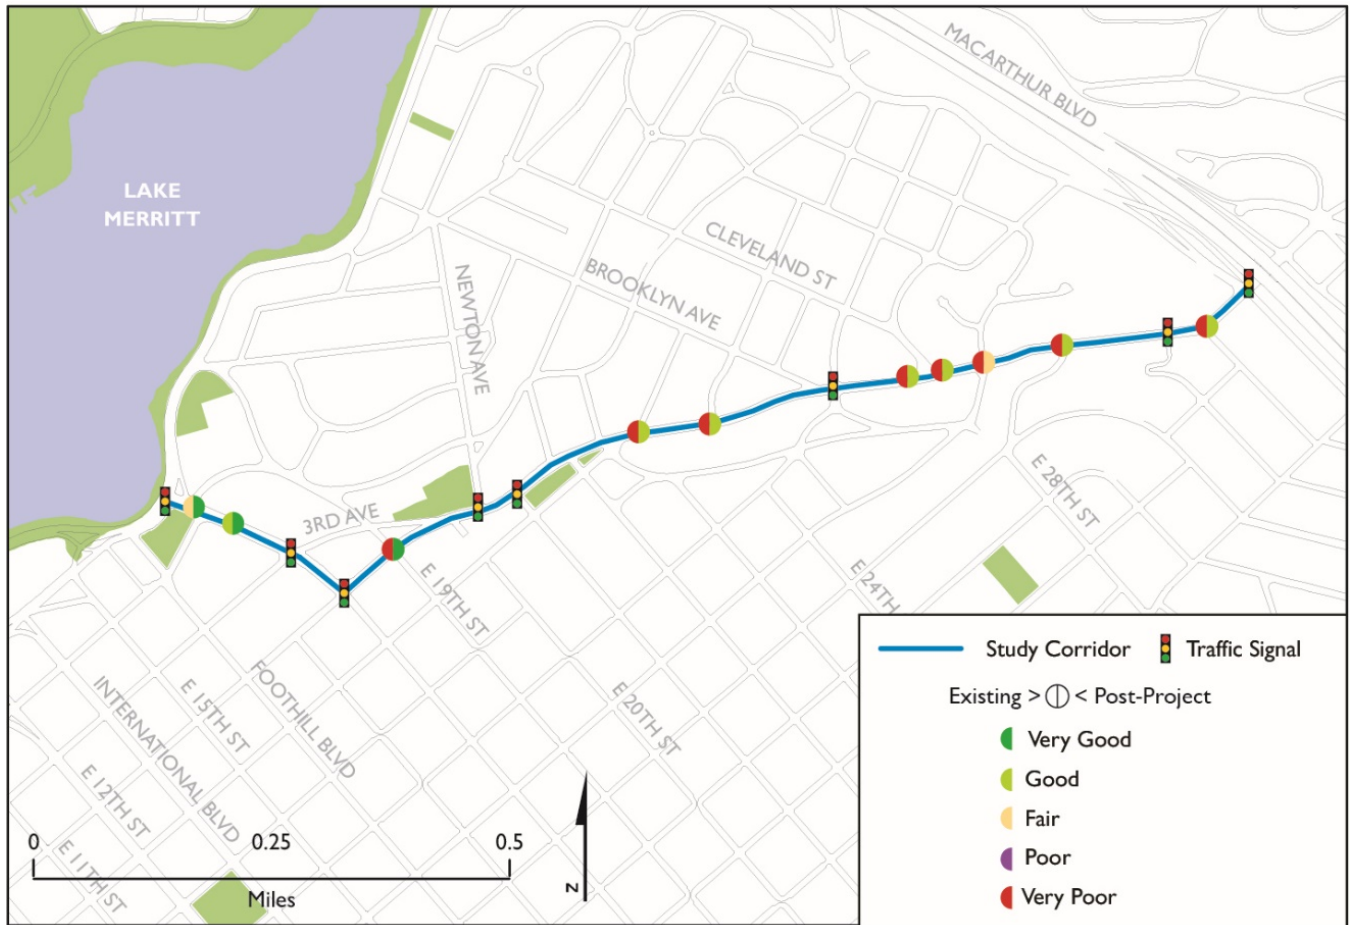 MACARTHUR BLVD
LAKE
MERRITT
CLEVELAND ST
BROOKLYN AVE
NEWTON AVE
3RD AVE
E 28TH ST
E 19TH ST
E 24TH
E 20TH ST
FOOTHILL BLVD
E 15TH ST
INTERNATIONAL BLVD
E 12TH ST
E 11TH ST
0 0.25 0.5
Miles
N
Study Corridor Traffic Signal
Existing > < Post-Project
Very Good
Good
Fair
Poor
Very Poor